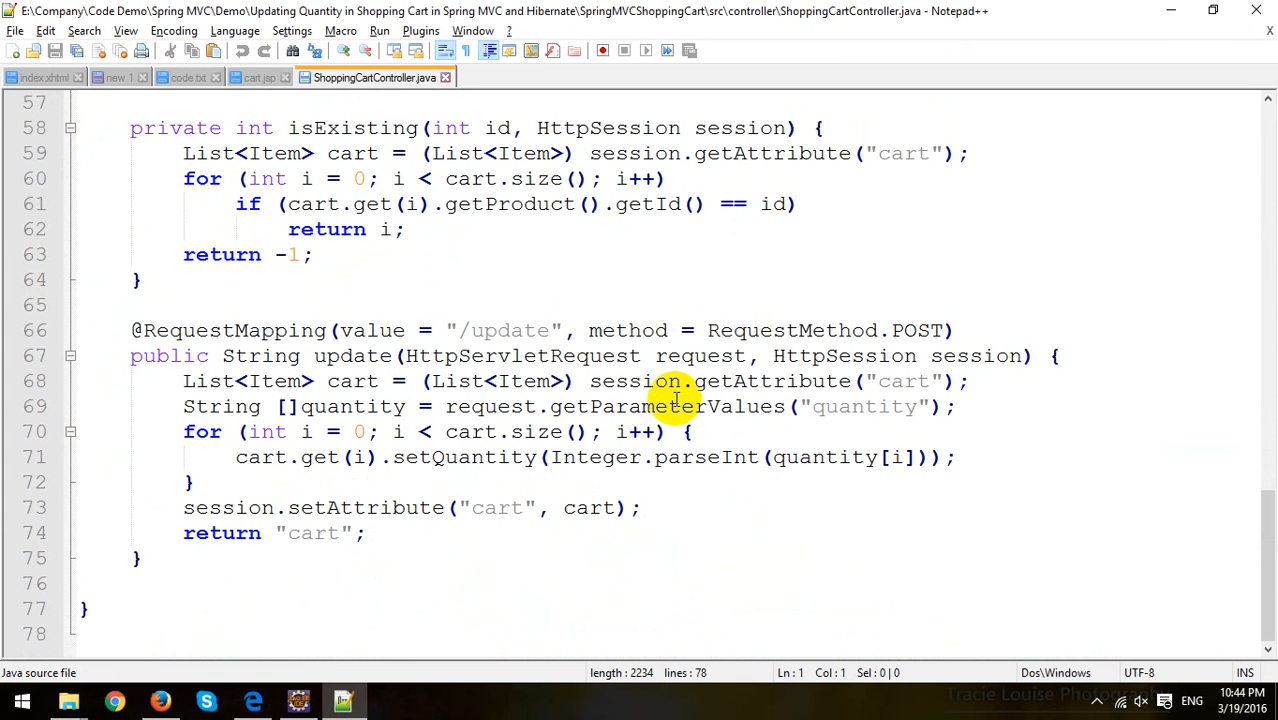 E:\Company\Code Demo\Spring MVC\Demo\Updating Quantity in Shopping Cart in Spring MVC and Hibernate\SpringMVCShoppingCart\src\controller\ShoppingCartController.java - Notepad++
File Edit Search View Encoding Language Settings Macro Run Plugins Window ? X
index.xhtml new 1 code.txt cart.jsp ShoppingCartController.java
57
58 private int isExisting(int id, HttpSession session) {
59 List<Item> cart = (List<Item>) session.getAttribute("cart");
60 for (int i = 0; i < cart.size(); i++)
61 if (cart.get(i).getProduct().getId() == id)
62 return i;
63 return -1;
64 }
65
66 @RequestMapping(value = "/update", method = RequestMethod.POST)
67 public String update(HttpServletRequest request, HttpSession session) {
68 List<Item> cart = (List<Item>) session.getAttribute("cart");
69 String []quantity = request.getParameterValues("quantity");
70 for (int i = 0; i < cart.size(); i++) {
71 cart.get(i).setQuantity(Integer.parseInt(quantity[i]));
72 }
73 session.setAttribute("cart", cart);
74 return "cart";
75 }
76
77 }
78
Java source file length : 2234 lines : 78 Ln : 1 Col : 1 Sel : 0 | 0 Dos\Windows UTF-8 INS
Tracie Louise Photography
ENG 10:44 PM
3/19/2016